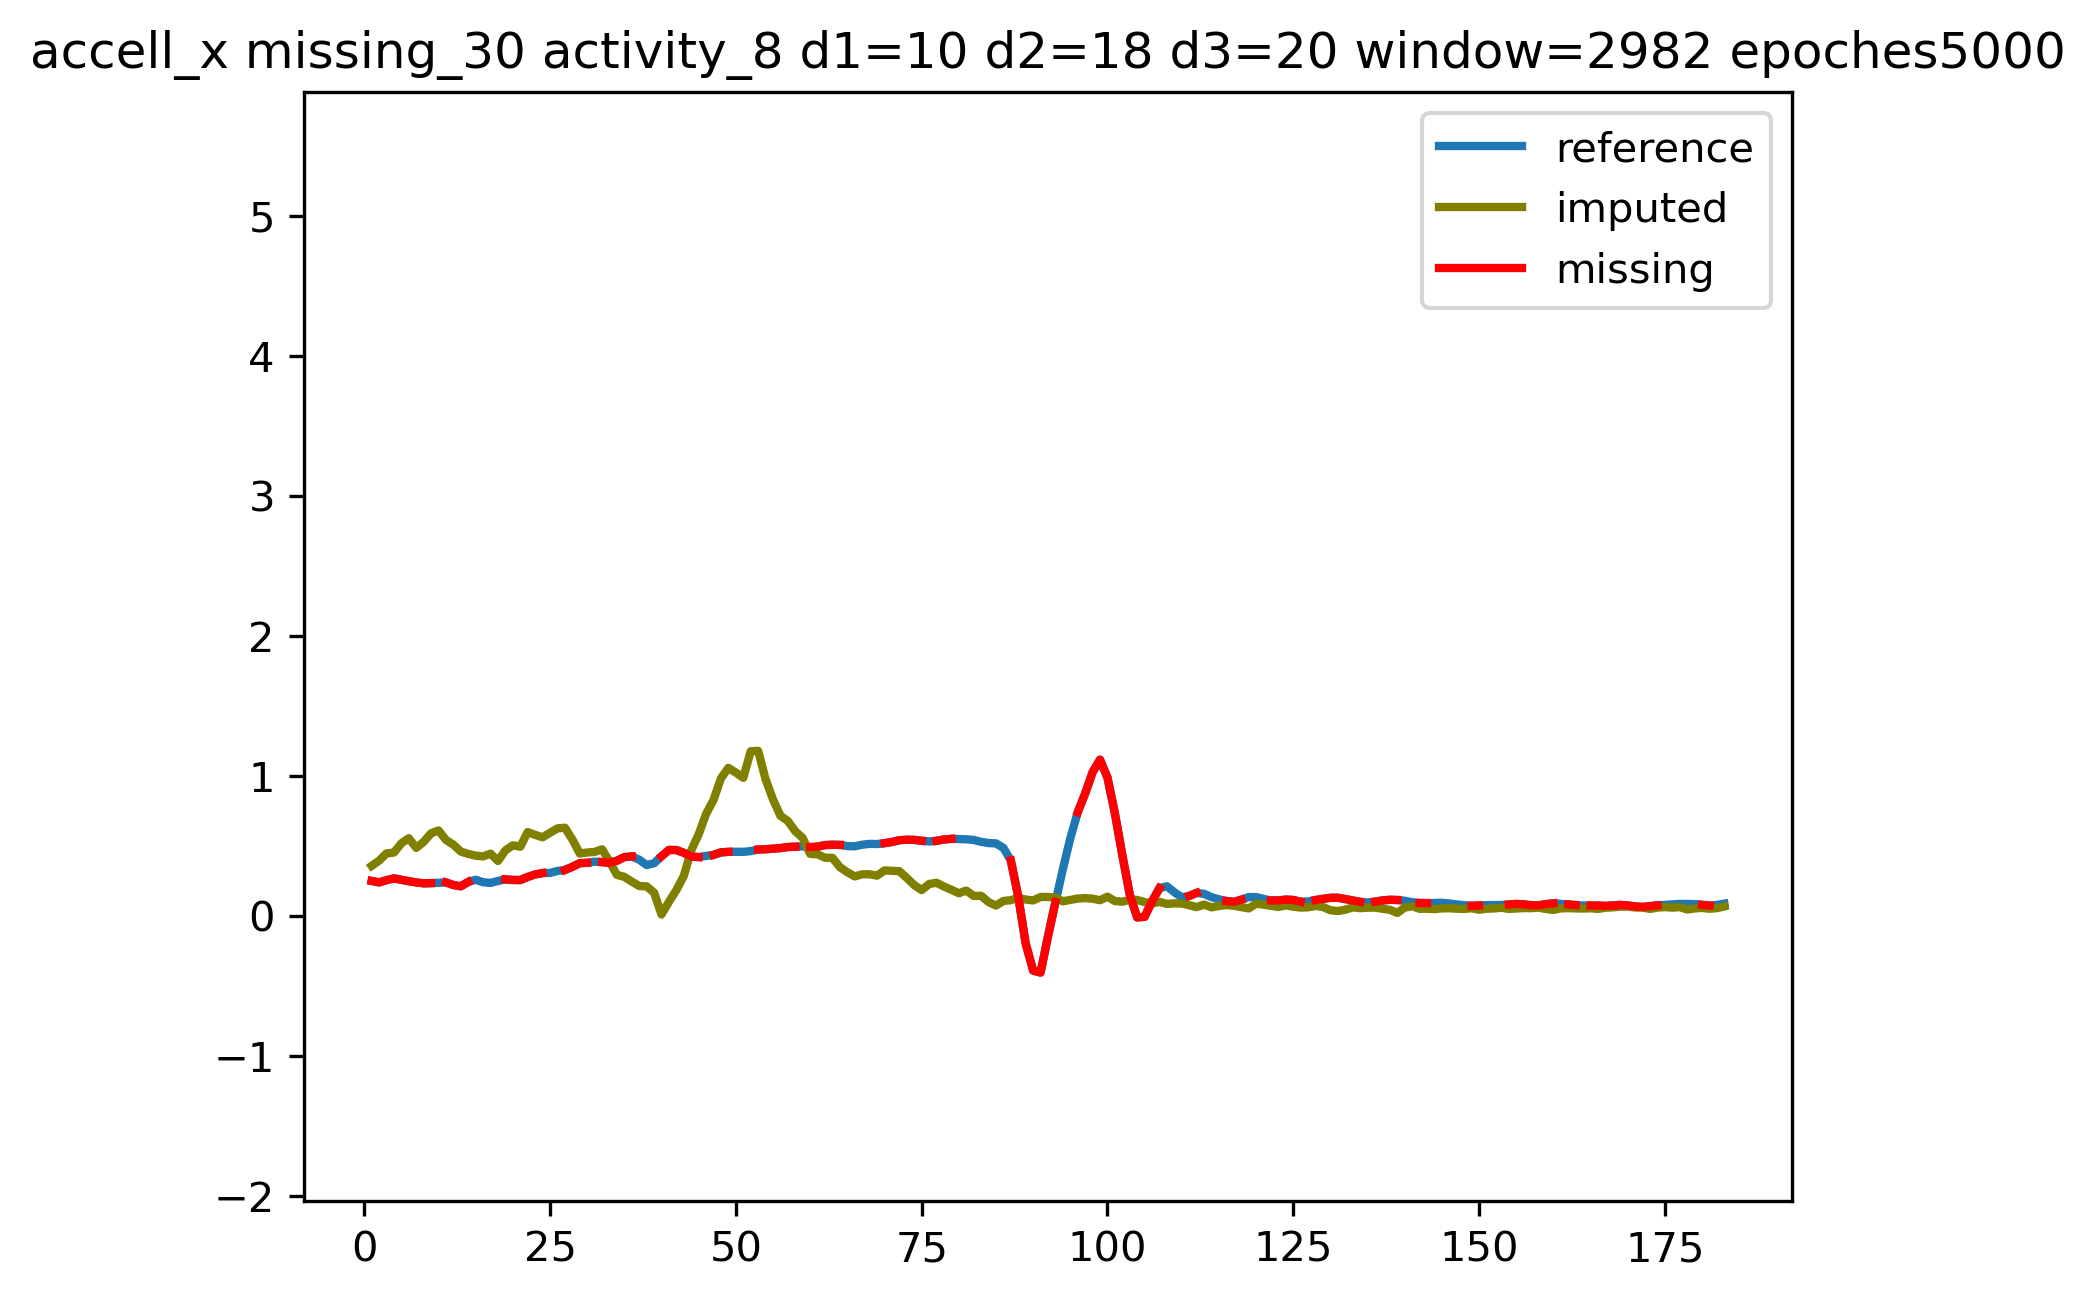 accell_x missing_30 activity_8 d1=10 d2=18 d3=20 window=2982 epoches5000
reference
imputed
missing
5
4
3
2
1
0
−1
−2
0 25 50 75 100 125 150 175